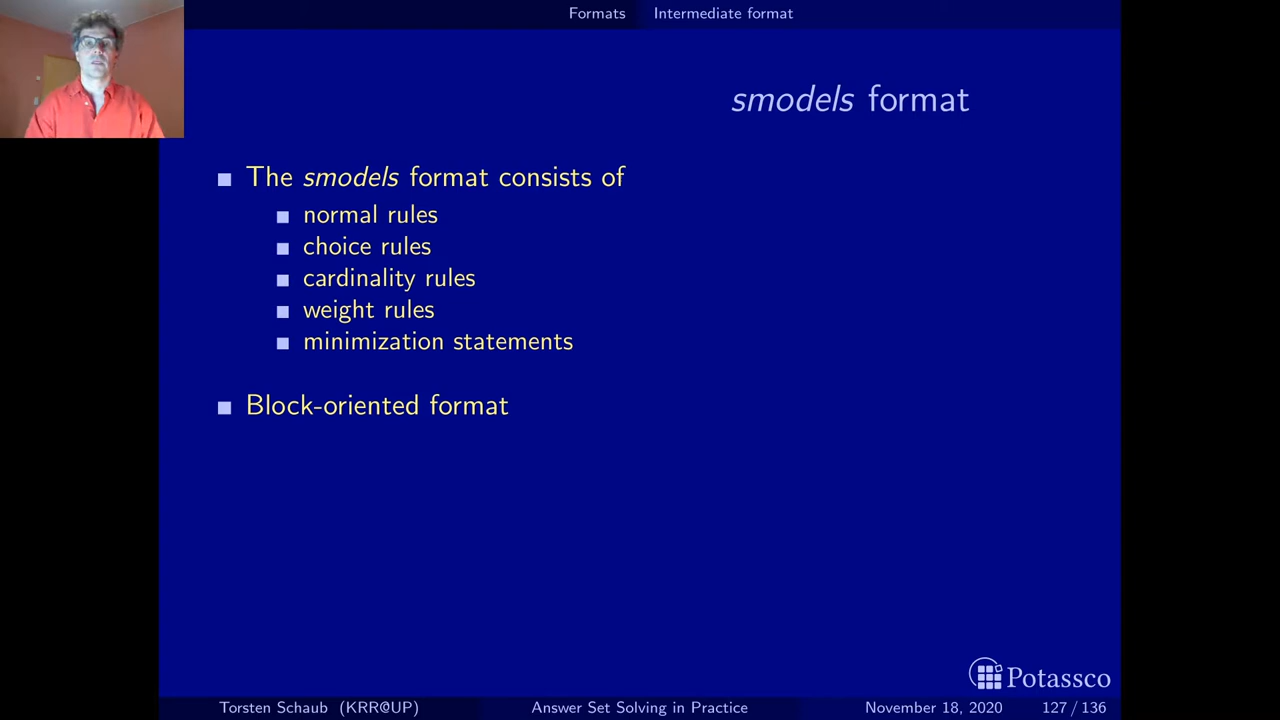 Formats Intermediate format
smodels format
The smodels format consists of
normal rules
choice rules
cardinality rules
weight rules
minimization statements
Block-oriented format
Potassco
Torsten Schaub (KRR@UP) Answer Set Solving in Practice November 18, 2020 127 / 136